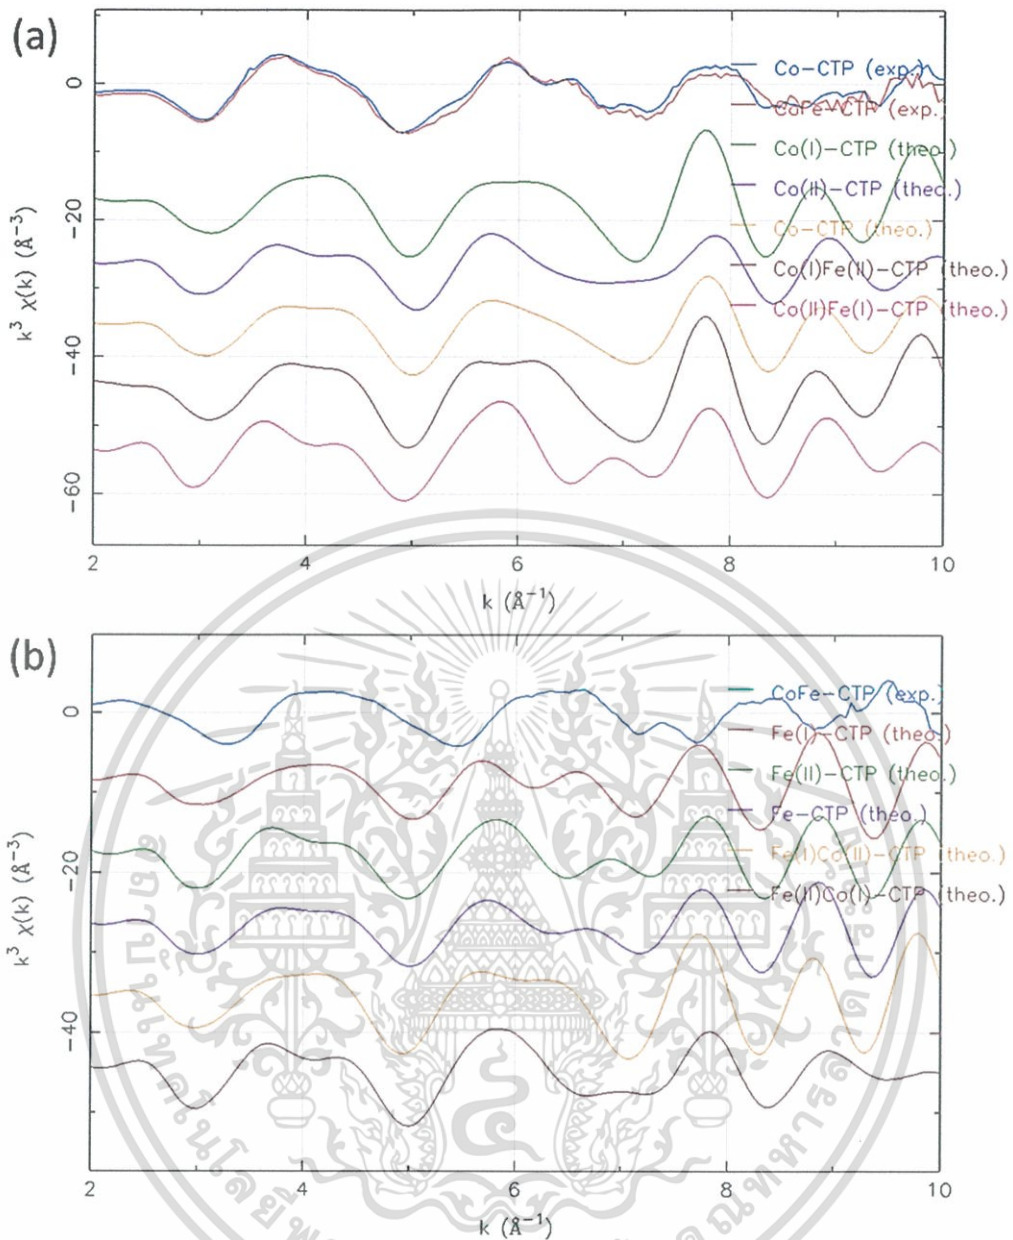 (a)
0
−20
−40
−60
k³ χ(k) (Å⁻³)
Co−CTP (exp.)
CoFe−CTP (exp.)
Co(I)−CTP (theo.)
Co(II)−CTP (theo.)
Co−CTP (theo.)
Co(I)Fe(II)−CTP (theo.)
Co(II)Fe(I)−CTP (theo.)
2 4 6 8 10
k (Å⁻¹)
(b)
0
−20
−40
k³ χ(k) (Å⁻³)
CoFe−CTP (exp.)
Fe(I)−CTP (theo.)
Fe(II)−CTP (theo.)
Fe−CTP (theo.)
Fe(I)Co(II)−CTP (theo.)
Fe(II)Co(I)−CTP (theo.)
2 4 6 8 10
k (Å⁻¹)